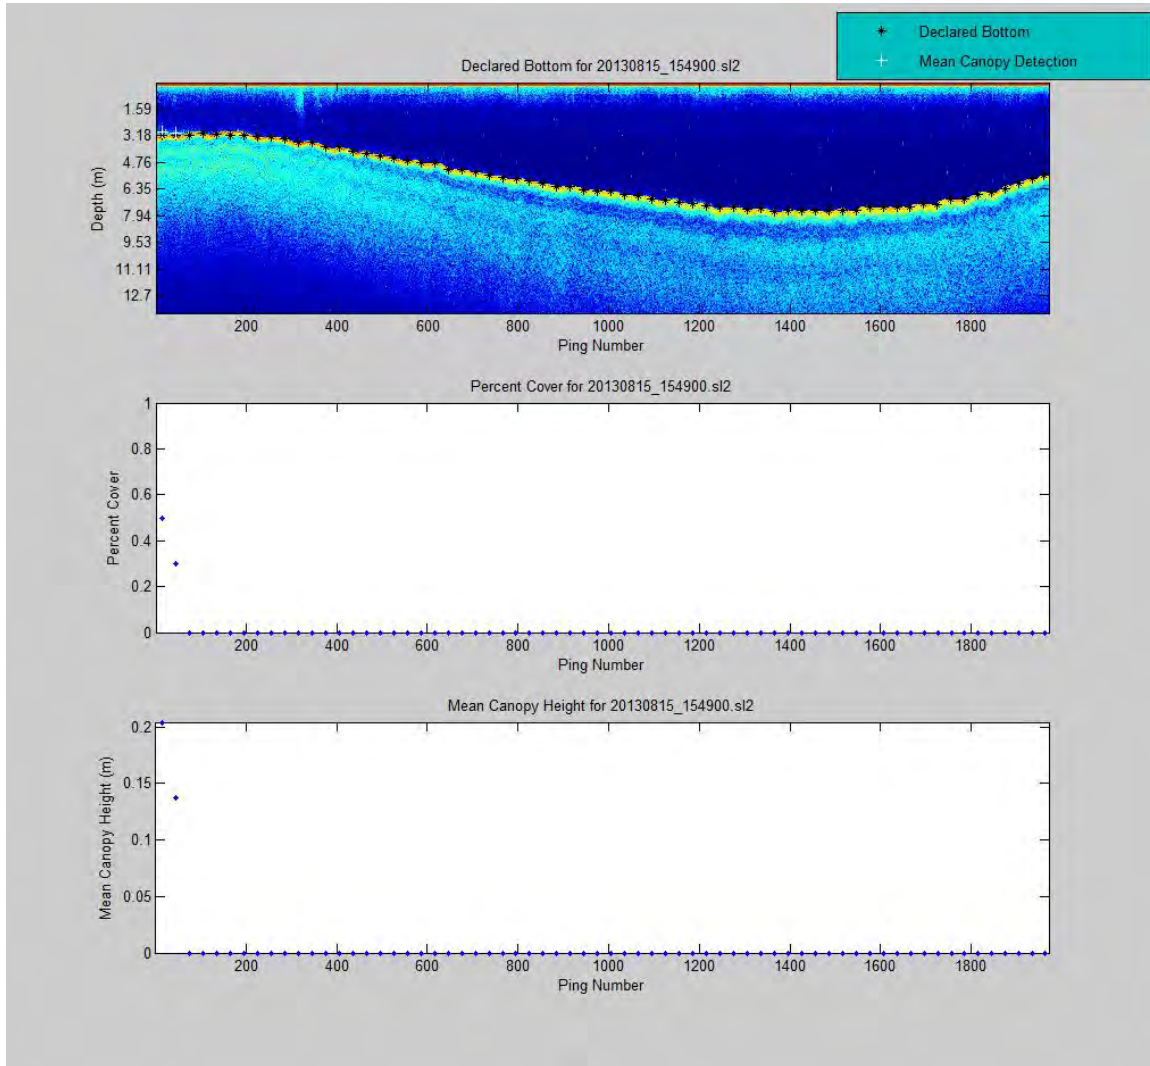 Declared Bottom
Mean Canopy Detection
Declared Bottom for 20130815_154900.sl2
1.59
3.18
4.76
6.35
7.94
9.53
11.11
12.7
Depth (m)
200 400 600 800 1000 1200 1400 1600 1800
Ping Number
Percent Cover for 20130815_154900.sl2
1
0.8
0.6
0.4
0.2
0
Percent Cover
200 400 600 800 1000 1200 1400 1600 1800
Ping Number
Mean Canopy Height for 20130815_154900.sl2
0.2
0.15
0.1
0.05
0
Mean Canopy Height (m)
200 400 600 800 1000 1200 1400 1600 1800
Ping Number